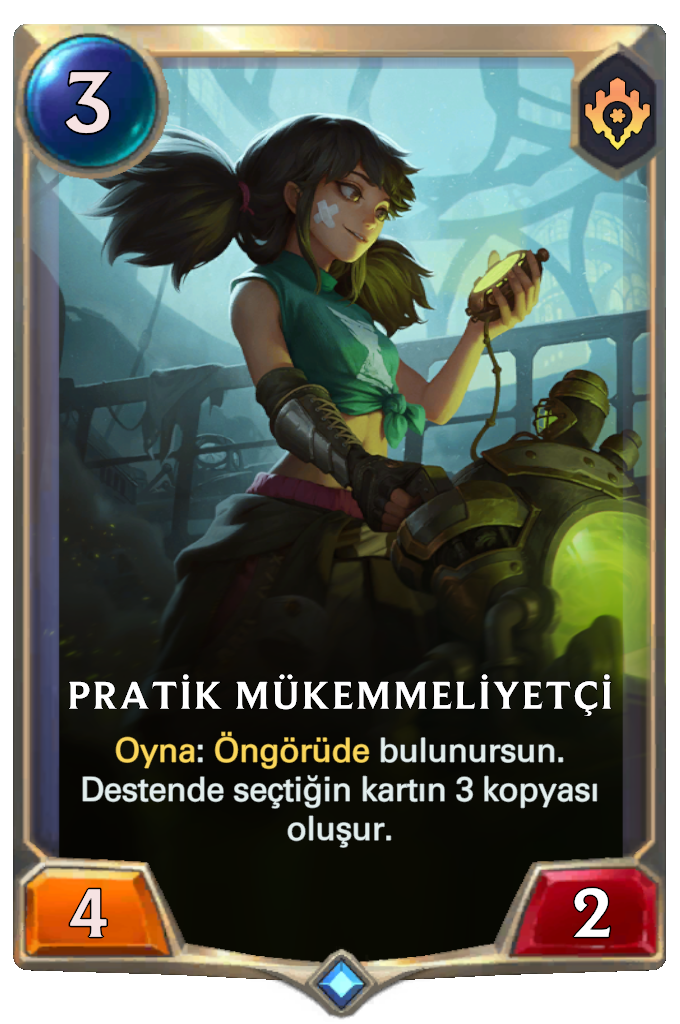 3
PRATİK MÜKEMMELİYETÇİ
Oyna: Öngörüde bulunursun.
Destende seçtiğin kartın 3 kopyası
oluşur.
4
2